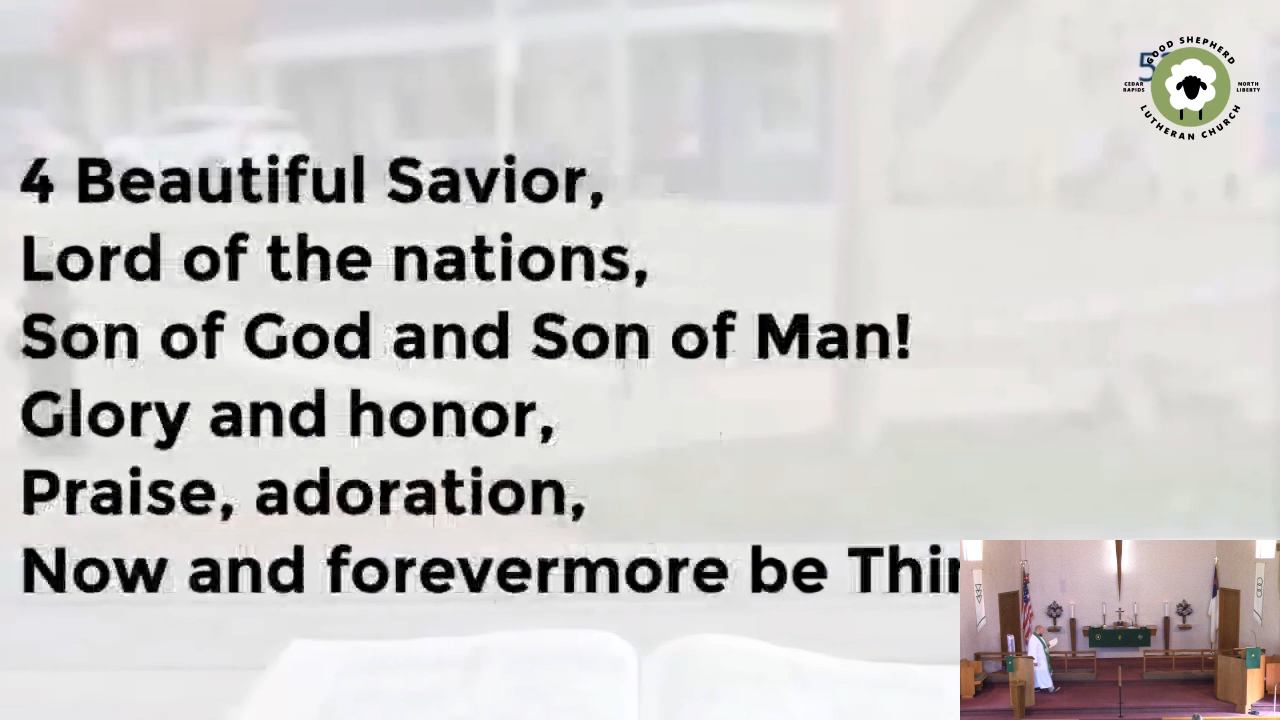 GOOD SHEPHERD
CEDAR RAPIDS
NORTH LIBERTY
LUTHERAN CHURCH
4 Beautiful Savior,
Lord of the nations,
Son of God and Son of Man!
Glory and honor,
Praise, adoration,
Now and forevermore be